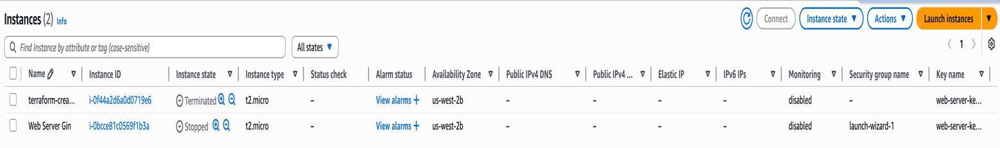 Instances (2) Info
Connect Instance state Actions Launch instances
Find Instance by attribute or tag (case-sensitive) All states 1
Name Instance ID Instance state Instance type Status check Alarm status Availability Zone Public IPv4 DNS Public IPv4 ... Elastic IP IPv6 IPs Monitoring Security group name Key name
terraform-crea... i-0f44a2d6a0d0719e6 Terminated t2.micro – View alarms + us-west-2b – – – – disabled – web-server-ke...
Web Server Gin i-0bcce81c0569f1b3a Stopped t2.micro – View alarms + us-west-2b – – – – disabled launch-wizard-1 web-server-ke...